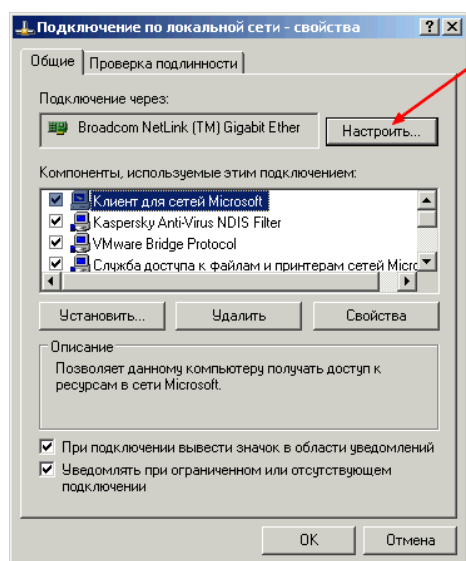 Подключение по локальной сети - свойства
Общие Проверка подлинности
Подключение через:
Broadcom NetLink (TM) Gigabit Ether Настроить...
Компоненты, используемые этим подключением:
Клиент для сетей Microsoft
Kaspersky Anti-Virus NDIS Filter
VMware Bridge Protocol
Служба доступа к файлам и принтерам сетей Micro
Установить... Удалить Свойства
Описание
Позволяет данному компьютеру получать доступ к
ресурсам в сети Microsoft.
При подключении вывести значок в области уведомлений
Уведомлять при ограниченном или отсутствующем
подключении
OK Отмена